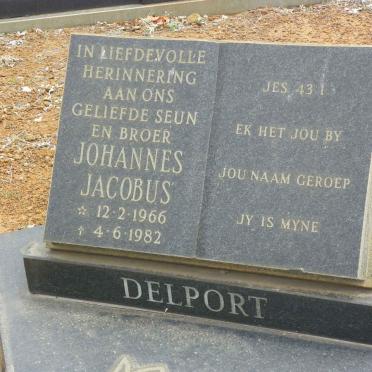 IN LIEFDEVOLLE
HERINNERING
AAN ONS
GELIEFDE SEUN
EN BROER
JOHANNES
JACOBUS
☆ 12-2-1966
† 4-6-1982
JES 43 1
EK HET JOU BY
JOU NAAM GEROEP
JY IS MYNE
DELPORT